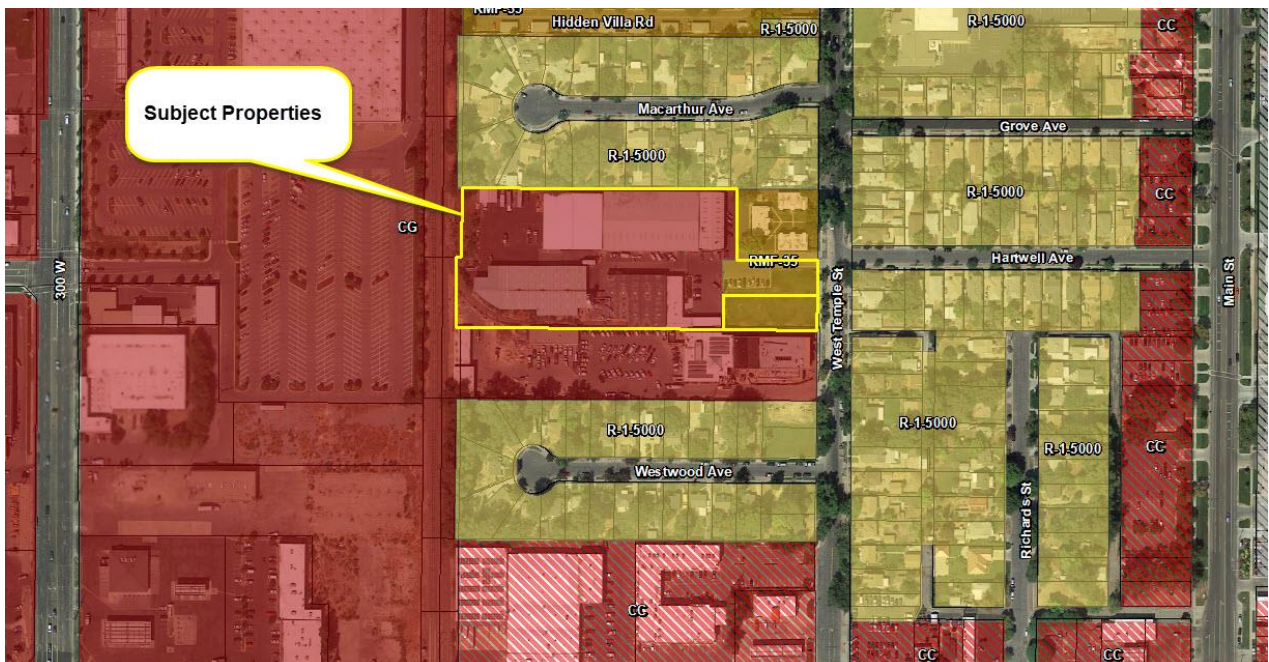 RMF-35
Hidden Villa Rd
R-1-5000
R-1-5000
CC
Subject Properties
Macarthur Ave
Grove Ave
R-1-5000
R-1-5000
CC
CG
RMF-35
Hartwell Ave
300 W
West Temple St
Main St
R-1-5000
R-1-5000
R-1-5000
CC
Westwood Ave
Richards St
CC
CC
CC